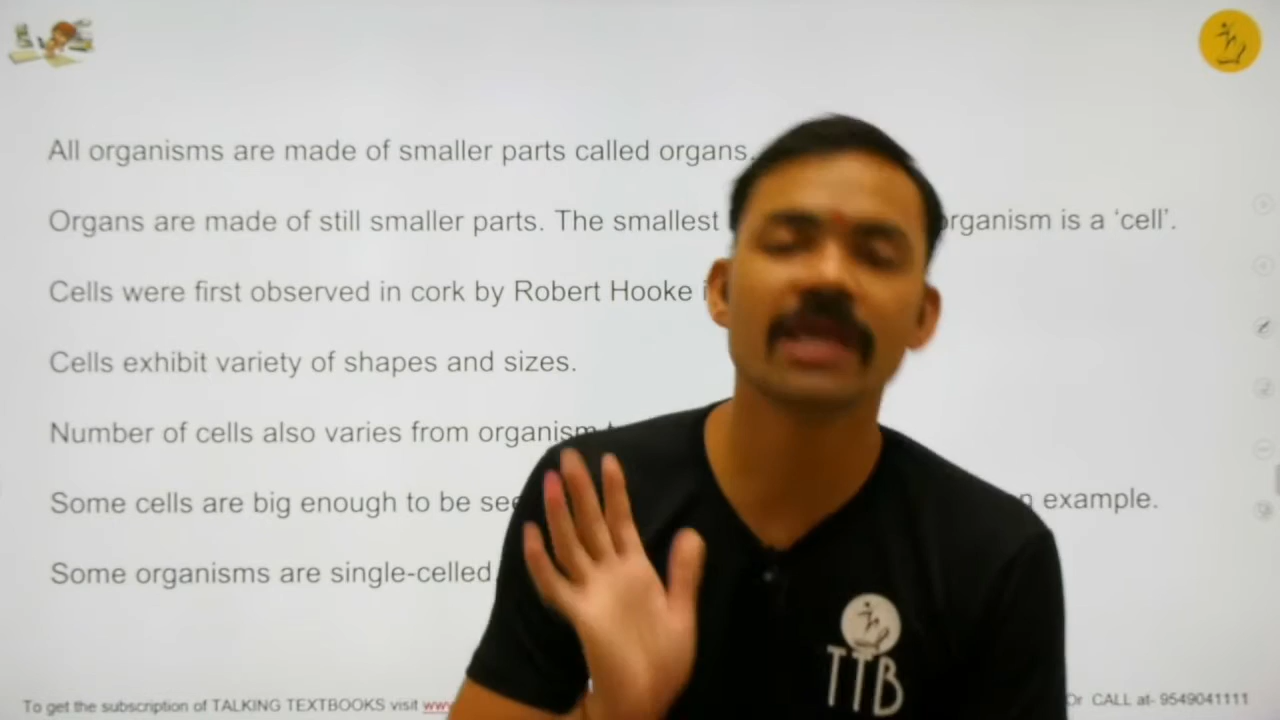 All organisms are made of smaller parts called organs.
Organs are made of still smaller parts. The smallest organism is a ‘cell’.
Cells were first observed in cork by Robert Hooke
Cells exhibit variety of shapes and sizes.
Number of cells also varies from organism
Some cells are big enough to be example.
Some organisms are single-celled
TTB
To get the subscription of TALKING TEXTBOOKS visit Or CALL at- 9549041111